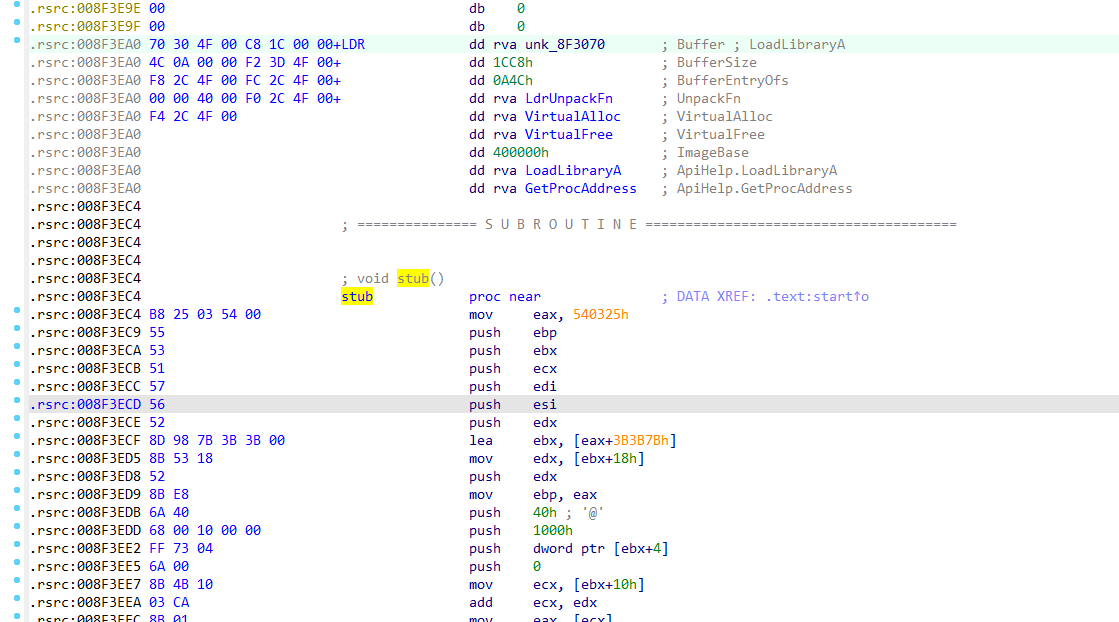 .rsrc:008F3E9E 00 db 0
.rsrc:008F3E9F 00 db 0
.rsrc:008F3EA0 70 30 4F 00 C8 1C 00 00+LDR dd rva unk_8F3070 ; Buffer ; LoadLibraryA
.rsrc:008F3EA0 4C 0A 00 00 F2 3D 4F 00+ dd 1CC8h ; BufferSize
.rsrc:008F3EA0 F8 2C 4F 00 FC 2C 4F 00+ dd 0A4Ch ; BufferEntryOfs
.rsrc:008F3EA0 00 00 40 00 F0 2C 4F 00+ dd rva LdrUnpackFn ; UnpackFn
.rsrc:008F3EA0 F4 2C 4F 00 dd rva VirtualAlloc ; VirtualAlloc
.rsrc:008F3EA0 dd rva VirtualFree ; VirtualFree
.rsrc:008F3EA0 dd 400000h ; ImageBase
.rsrc:008F3EA0 dd rva LoadLibraryA ; ApiHelp.LoadLibraryA
.rsrc:008F3EA0 dd rva GetProcAddress ; ApiHelp.GetProcAddress
.rsrc:008F3EC4
.rsrc:008F3EC4 ; =============== S U B R O U T I N E =======================================
.rsrc:008F3EC4
.rsrc:008F3EC4
.rsrc:008F3EC4 ; void stub()
.rsrc:008F3EC4 stub proc near ; DATA XREF: .text:start↑o
.rsrc:008F3EC4 B8 25 03 54 00 mov eax, 540325h
.rsrc:008F3EC9 55 push ebp
.rsrc:008F3ECA 53 push ebx
.rsrc:008F3ECB 51 push ecx
.rsrc:008F3ECC 57 push edi
.rsrc:008F3ECD 56 push esi
.rsrc:008F3ECE 52 push edx
.rsrc:008F3ECF 8D 98 7B 3B 3B 00 lea ebx, [eax+3B3B7Bh]
.rsrc:008F3ED5 8B 53 18 mov edx, [ebx+18h]
.rsrc:008F3ED8 52 push edx
.rsrc:008F3ED9 8B E8 mov ebp, eax
.rsrc:008F3EDB 6A 40 push 40h ; '@'
.rsrc:008F3EDD 68 00 10 00 00 push 1000h
.rsrc:008F3EE2 FF 73 04 push dword ptr [ebx+4]
.rsrc:008F3EE5 6A 00 push 0
.rsrc:008F3EE7 8B 4B 10 mov ecx, [ebx+10h]
.rsrc:008F3EEA 03 CA add ecx, edx
.rsrc:008F3EEC 8B 01 mov eax, [ecx]